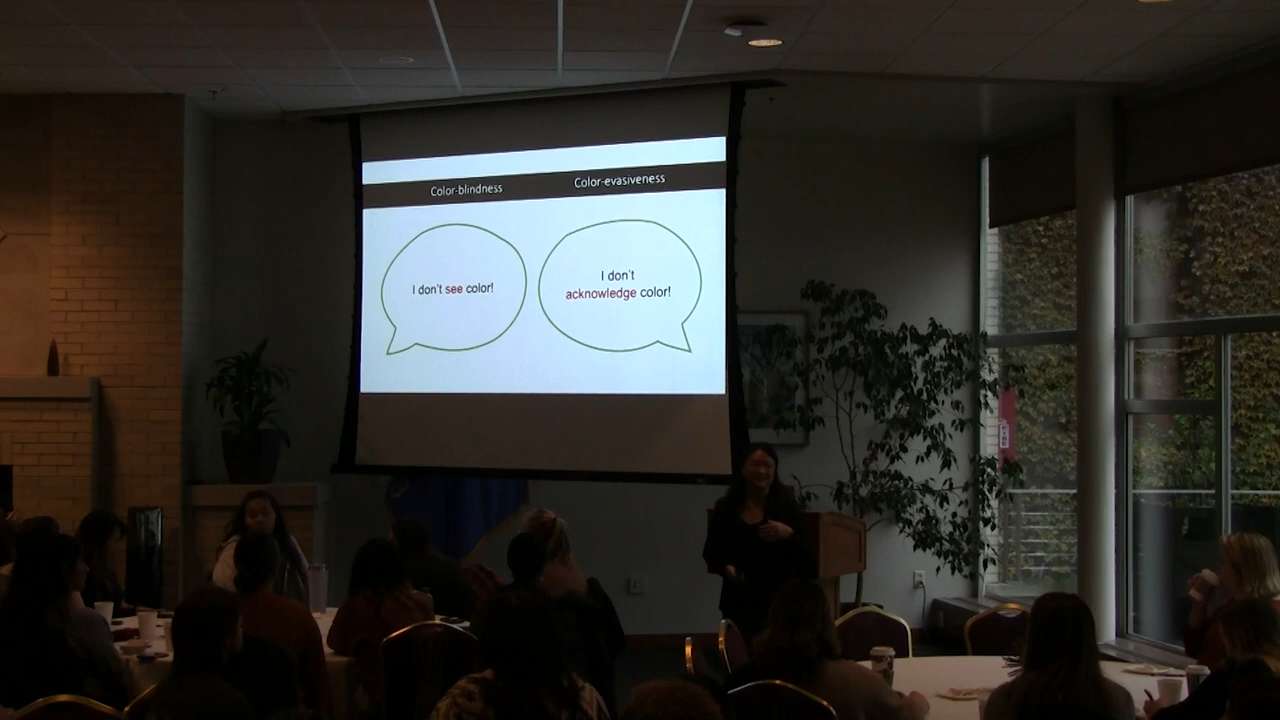 Color-blindness
Color-evasiveness
I don't see color!
I don't
acknowledge color!